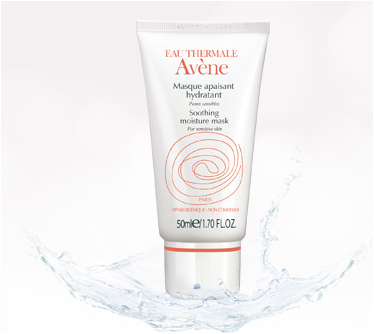 EAU THERMALE
Avène
Masque apaisant
hydratant
Peaux sensibles
Soothing
moisture mask
For sensitive skin
PARIS
50ml e/1.70 FL.OZ.